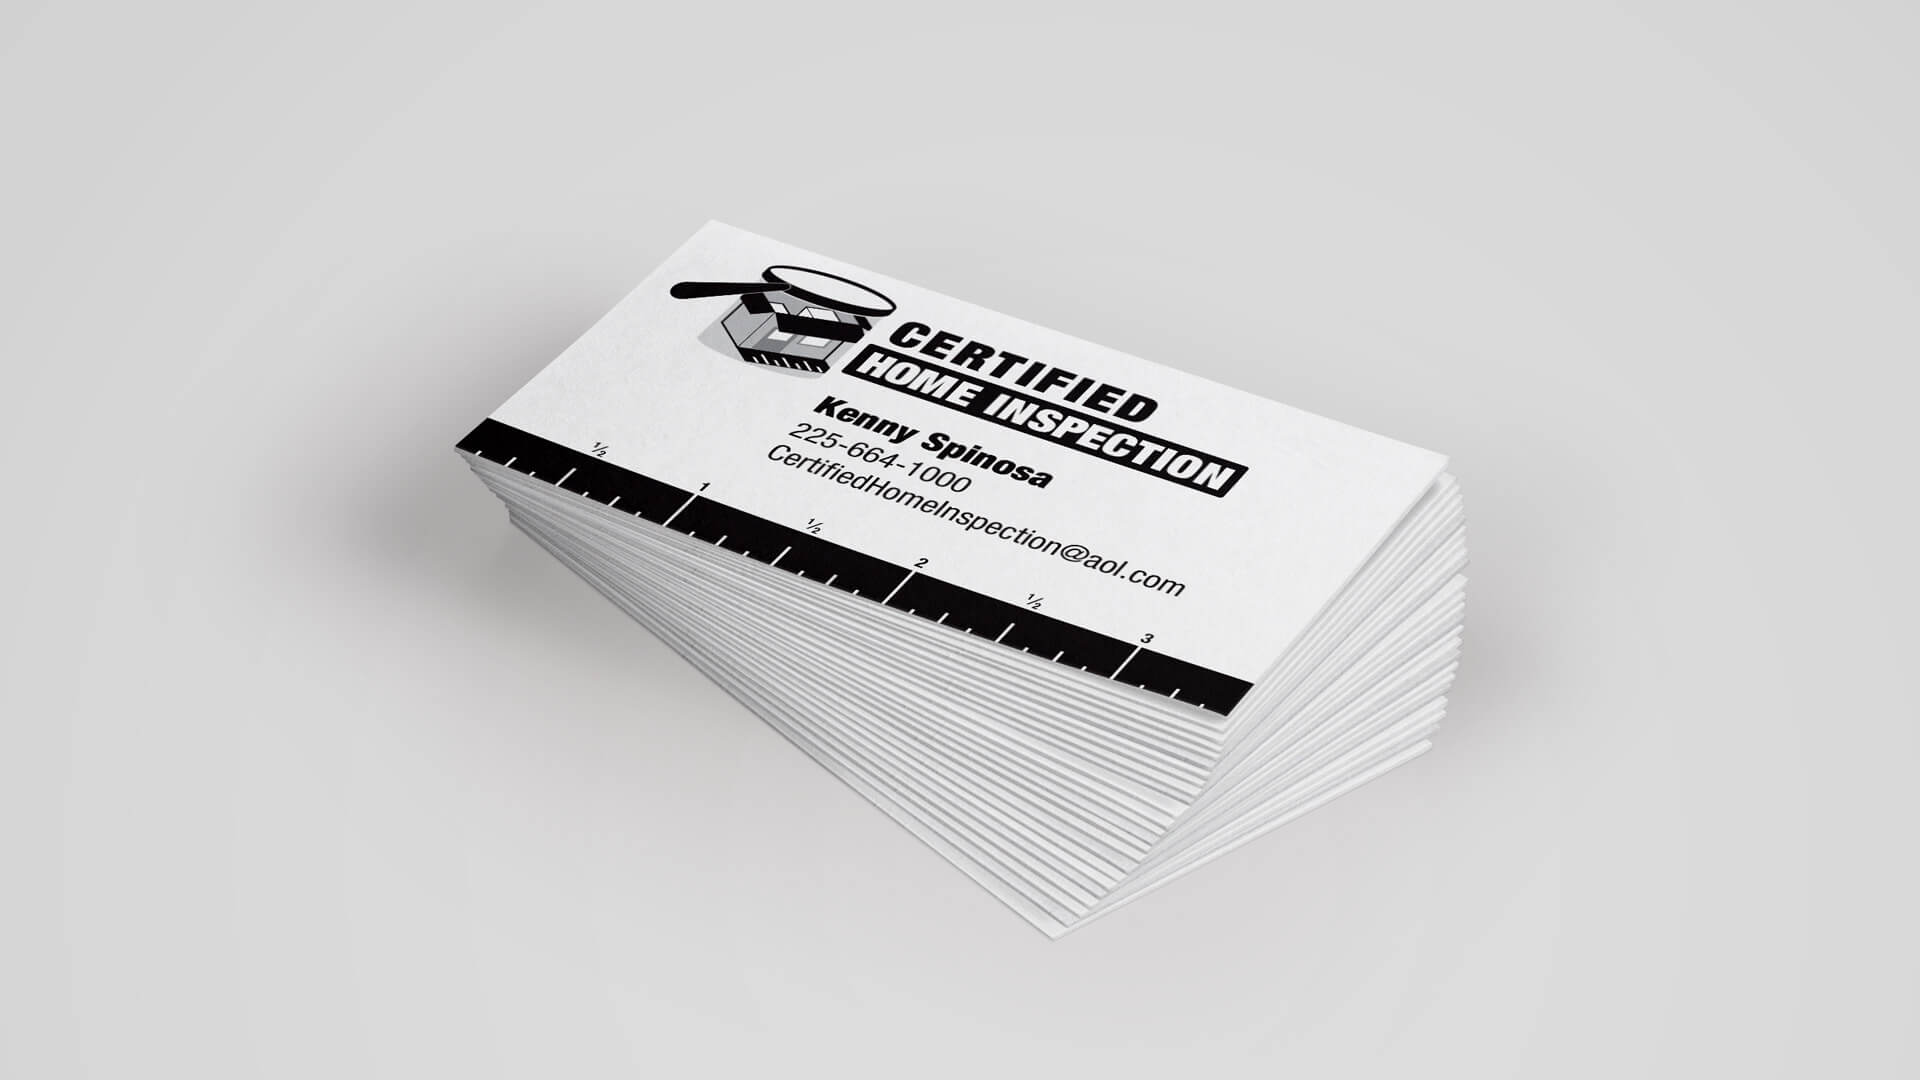 CERTIFIED
HOME INSPECTION
Kenny Spinosa
225-664-1000
CertifiedHomeInspection@aol.com
½ 1 ½ 2 ½ 3